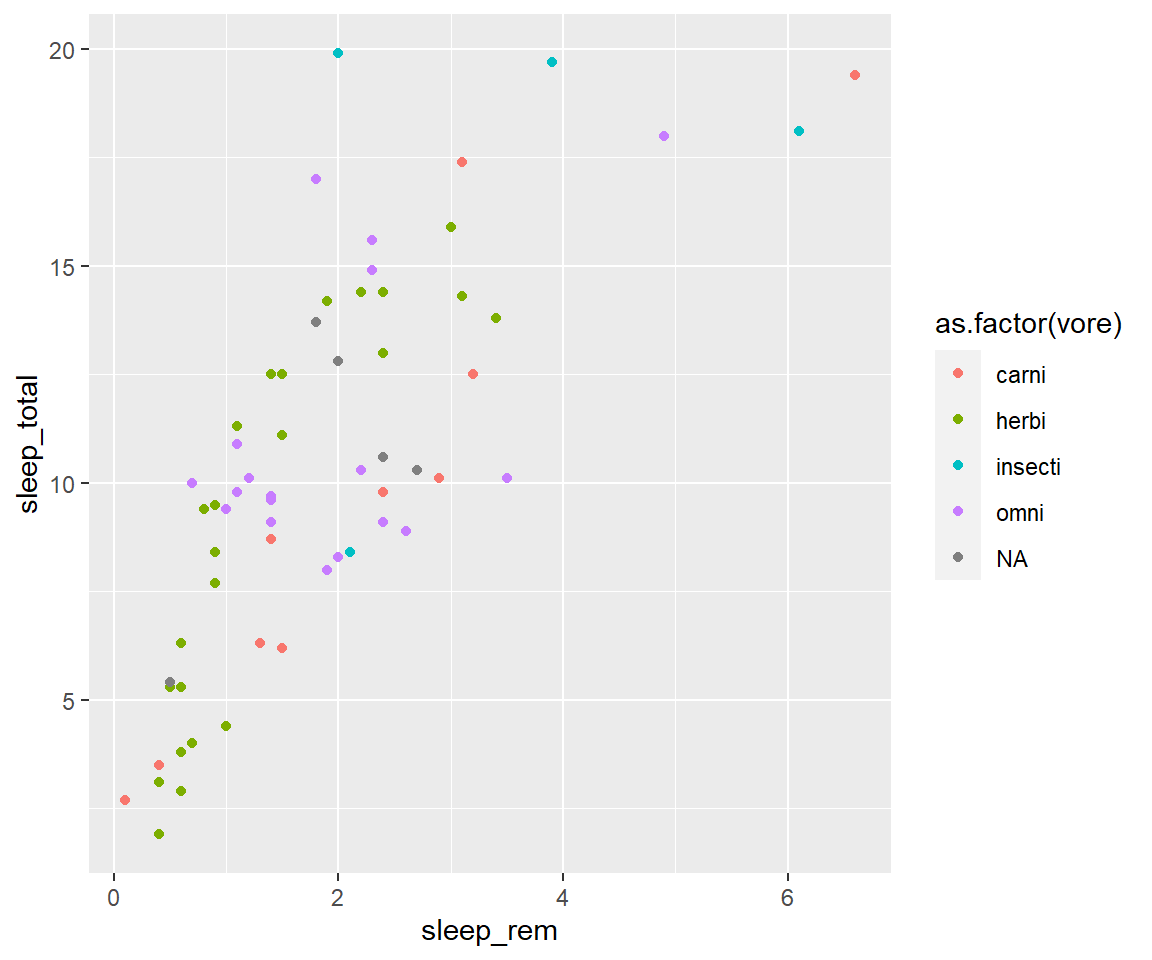 20
15
10
5
sleep_total
0 2 4 6
sleep_rem
as.factor(vore)
carni
herbi
insecti
omni
NA